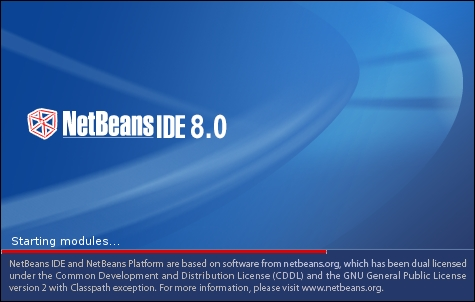 NetBeans IDE 8.0
Starting modules...
NetBeans IDE and NetBeans Platform are based on software from netbeans.org, which has been dual licensed
under the Common Development and Distribution License (CDDL) and the GNU General Public License
version 2 with Classpath exception. For more information, please visit www.netbeans.org.